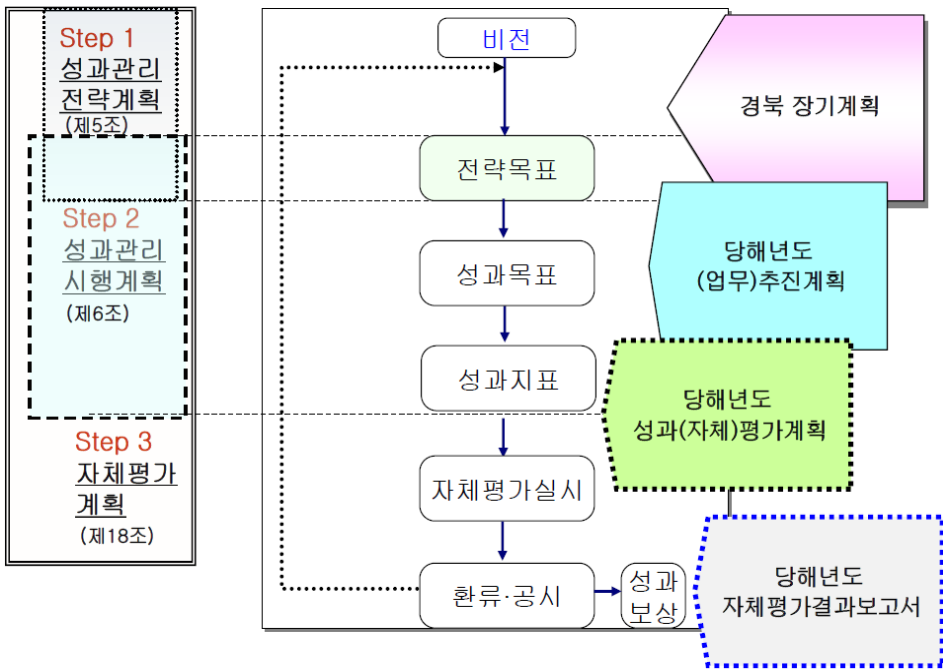 Step 1
성과관리
전략계획
(제5조)
Step 2
성과관리
시행계획
(제6조)
Step 3
자체평가
계획
(제18조)
비전
전략목표
성과목표
성과지표
자체평가실시
환류·공시
성과
보상
경북 장기계획
당해년도
(업무)추진계획
당해년도
성과(자체)평가계획
당해년도
자체평가결과보고서